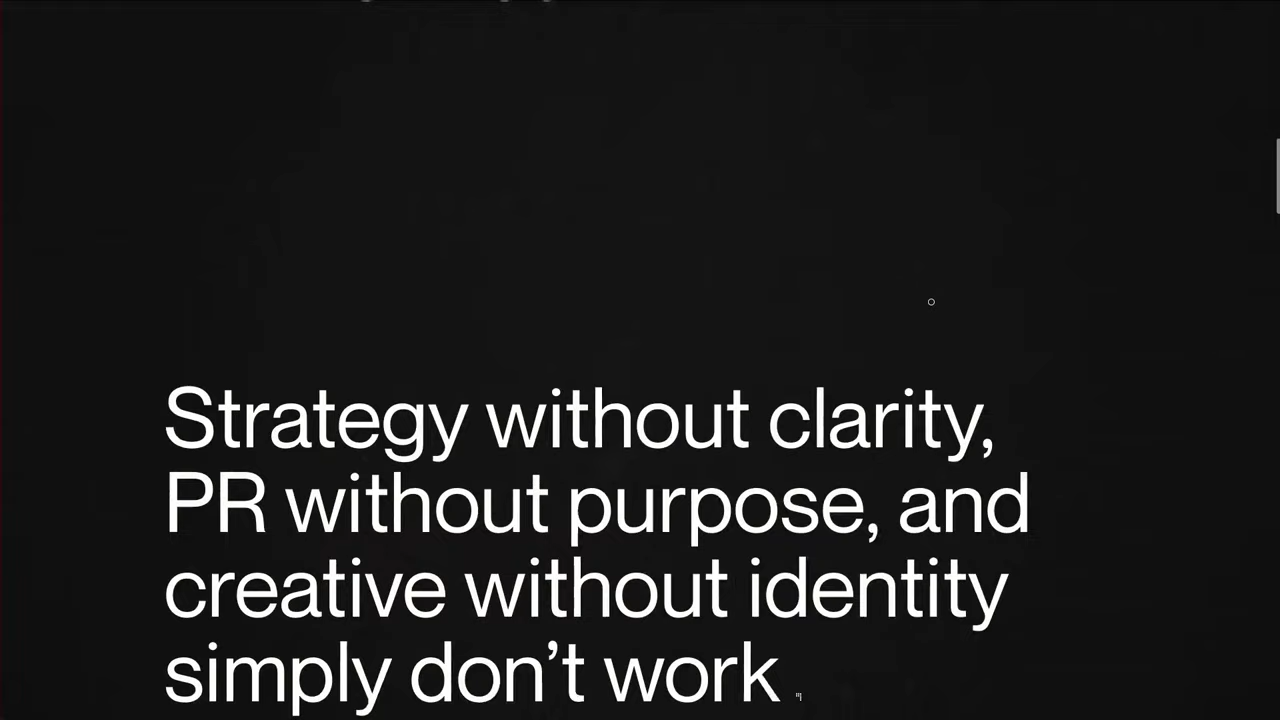 Strategy without clarity,
PR without purpose, and
creative without identity
simply don’t work